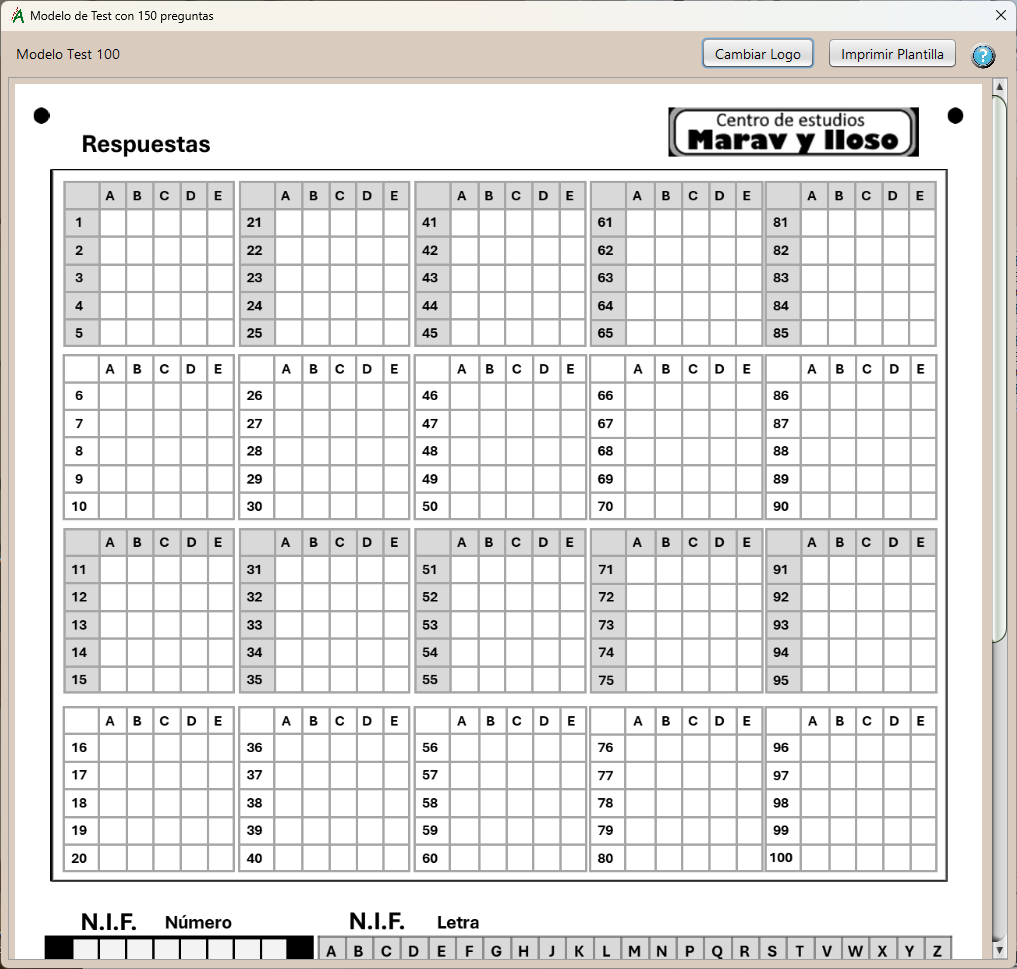 Modelo de Test con 150 preguntas
Modelo Test 100
Cambiar Logo
Imprimir Plantilla
?
Respuestas
Centro de estudios
Marav y lloso
A B C D E A B C D E A B C D E A B C D E A B C D E
1 21 41 61 81
2 22 42 62 82
3 23 43 63 83
4 24 44 64 84
5 25 45 65 85
A B C D E A B C D E A B C D E A B C D E A B C D E
6 26 46 66 86
7 27 47 67 87
8 28 48 68 88
9 29 49 69 89
10 30 50 70 90
A B C D E A B C D E A B C D E A B C D E A B C D E
11 31 51 71 91
12 32 52 72 92
13 33 53 73 93
14 34 54 74 94
15 35 55 75 95
A B C D E A B C D E A B C D E A B C D E A B C D E
16 36 56 76 96
17 37 57 77 97
18 38 58 78 98
19 39 59 79 99
20 40 60 80 100
N.I.F. Número N.I.F. Letra
A B C D E F G H J K L M N P Q R S T V W X Y Z